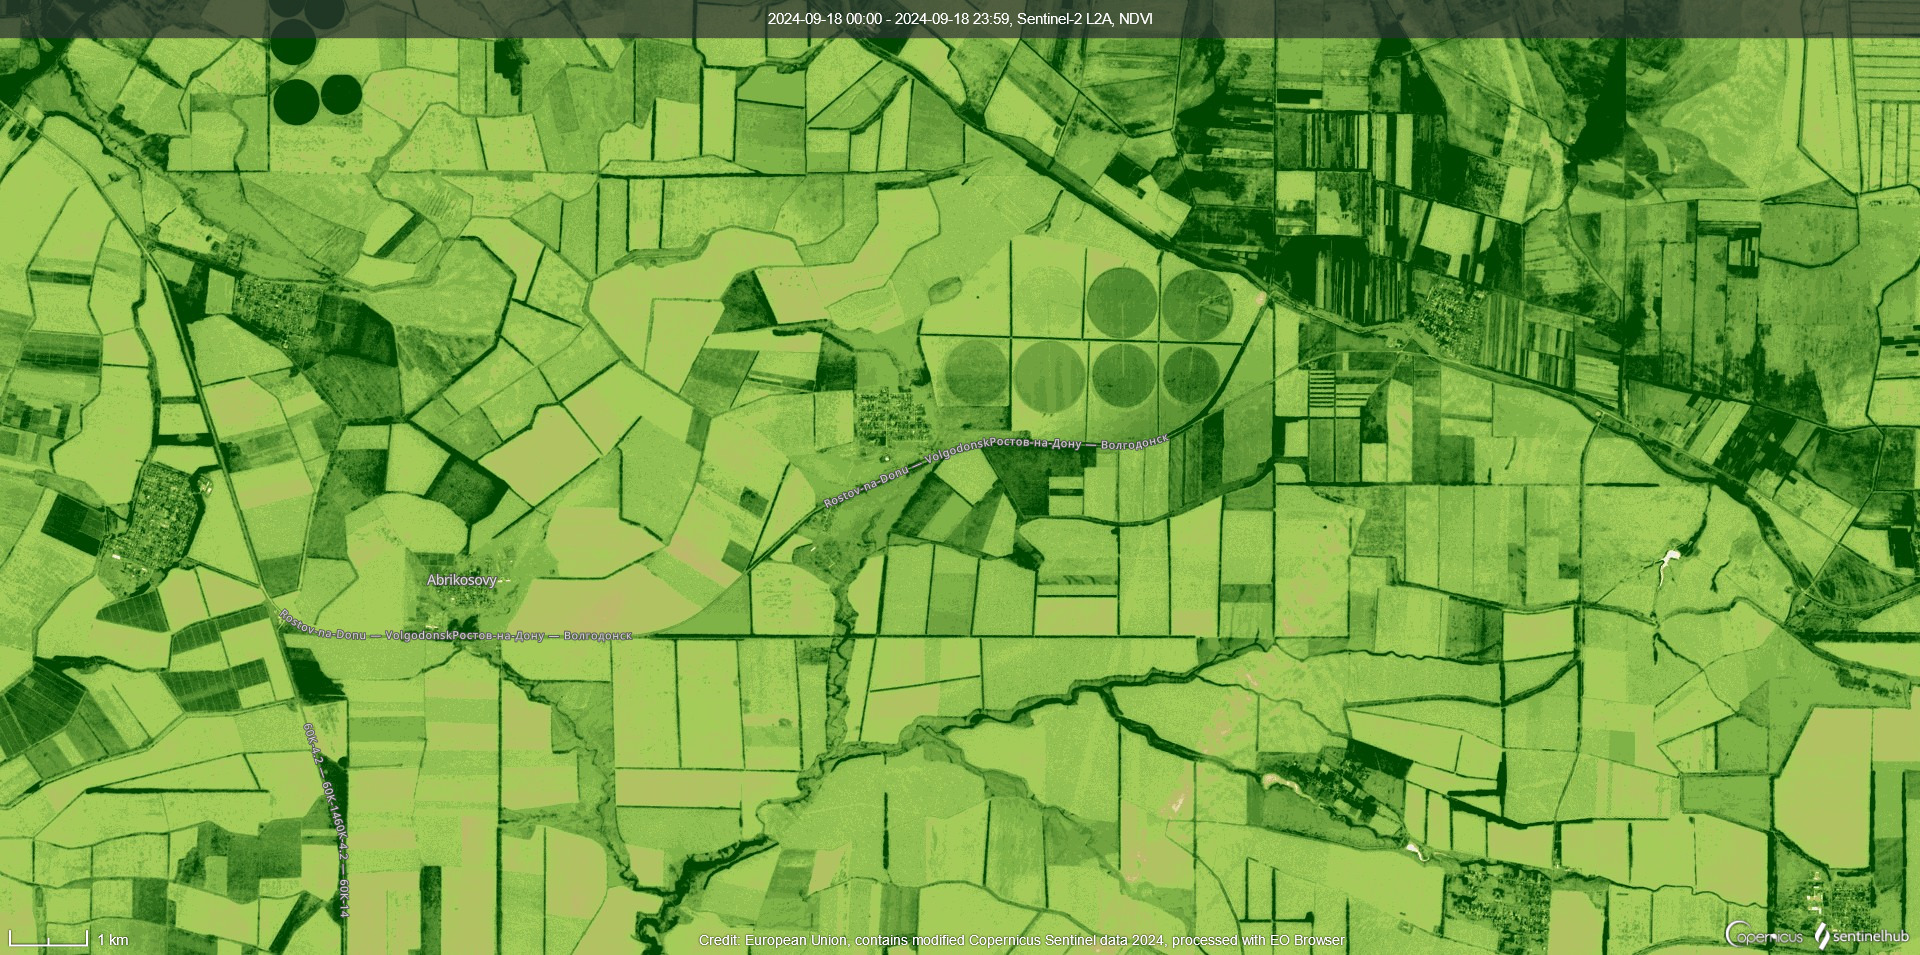 2024-09-18 00:00 - 2024-09-18 23:59, Sentinel-2 L2A, NDVI
Rostov-na-Donu — VolgodonskРостов-на-Дону — Волгодонск
Abrikosovy
Rostov-na-Donu — VolgodonskРостов-на-Дону — Волгодонск
60K-4.2 — 60K-1460K-4.2 — 60K-14
1 km
Credit: European Union, contains modified Copernicus Sentinel data 2024, processed with EO Browser
Copernicus
sentinelhub